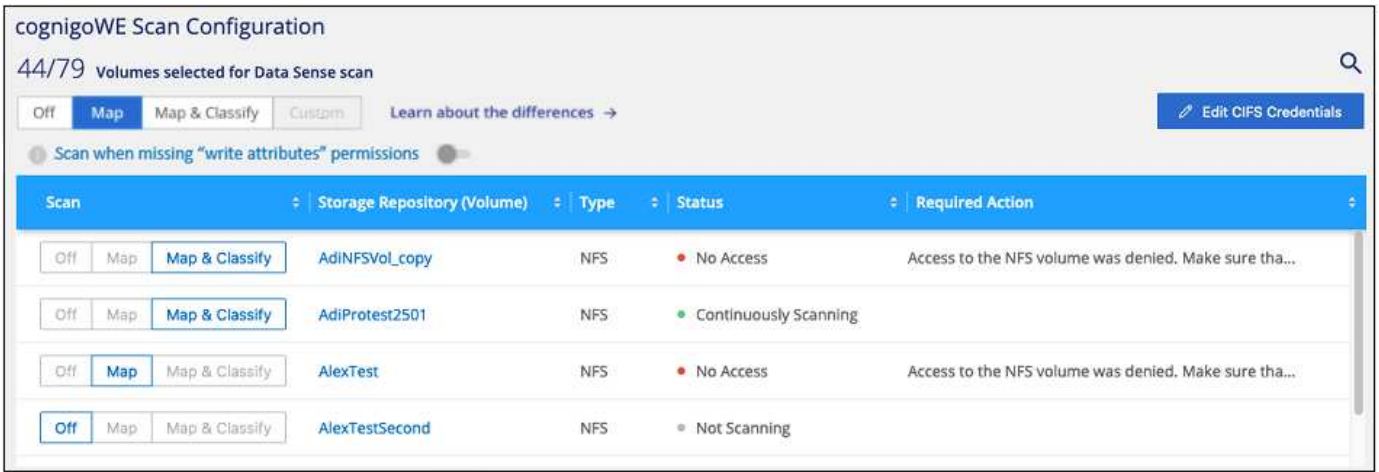 cognigoWE Scan Configuration
44/79 Volumes selected for Data Sense scan
Off Map Map & Classify Custom Learn about the differences → Edit CIFS Credentials
Scan when missing "write attributes" permissions
Scan Storage Repository (Volume) Type Status Required Action
Off Map Map & Classify AdiNFSVol_copy NFS No Access Access to the NFS volume was denied. Make sure tha...
Off Map Map & Classify AdiProtest2501 NFS Continuously Scanning
Off Map Map & Classify AlexTest NFS No Access Access to the NFS volume was denied. Make sure tha...
Off Map Map & Classify AlexTestSecond NFS Not Scanning